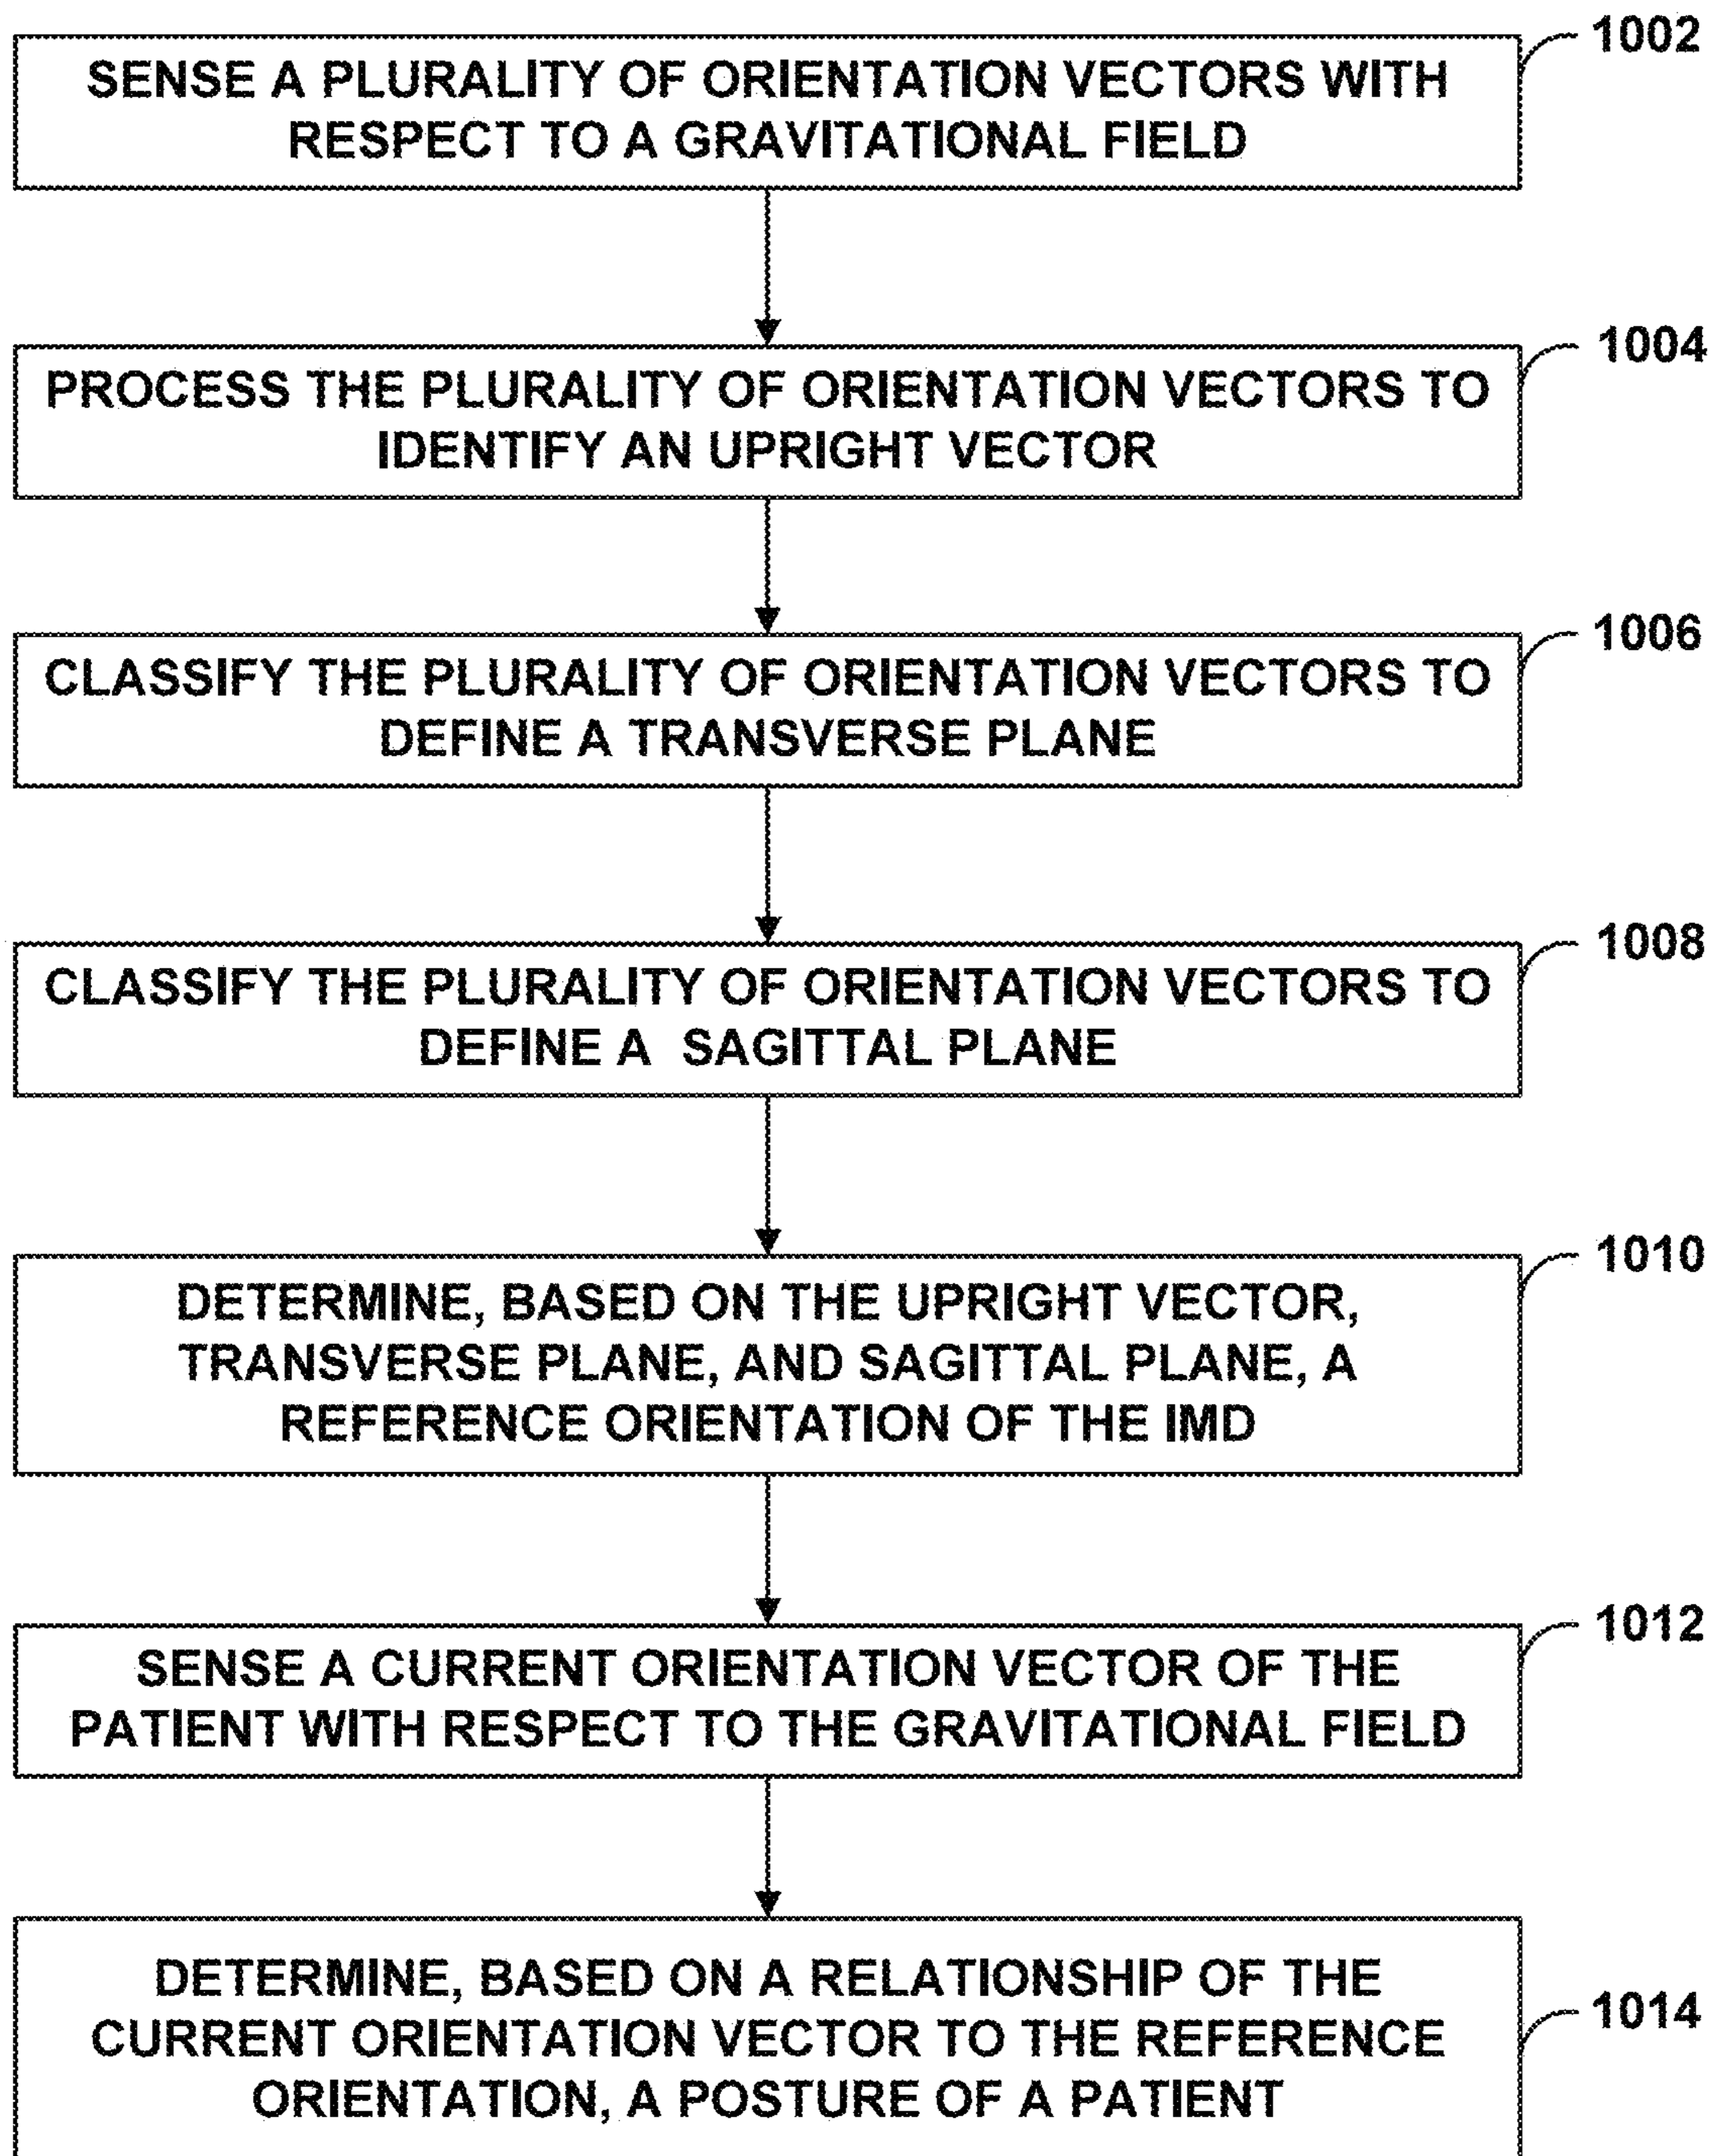 1002
SENSE A PLURALITY OF ORIENTATION VECTORS WITH
RESPECT TO A GRAVITATIONAL FIELD
1004
PROCESS THE PLURALITY OF ORIENTATION VECTORS TO
IDENTIFY AN UPRIGHT VECTOR
1006
CLASSIFY THE PLURALITY OF ORIENTATION VECTORS TO
DEFINE A TRANSVERSE PLANE
1008
CLASSIFY THE PLURALITY OF ORIENTATION VECTORS TO
DEFINE A SAGITTAL PLANE
1010
DETERMINE, BASED ON THE UPRIGHT VECTOR,
TRANSVERSE PLANE, AND SAGITTAL PLANE, A
REFERENCE ORIENTATION OF THE IMD
1012
SENSE A CURRENT ORIENTATION VECTOR OF THE
PATIENT WITH RESPECT TO THE GRAVITATIONAL FIELD
1014
DETERMINE, BASED ON A RELATIONSHIP OF THE
CURRENT ORIENTATION VECTOR TO THE REFERENCE
ORIENTATION, A POSTURE OF A PATIENT